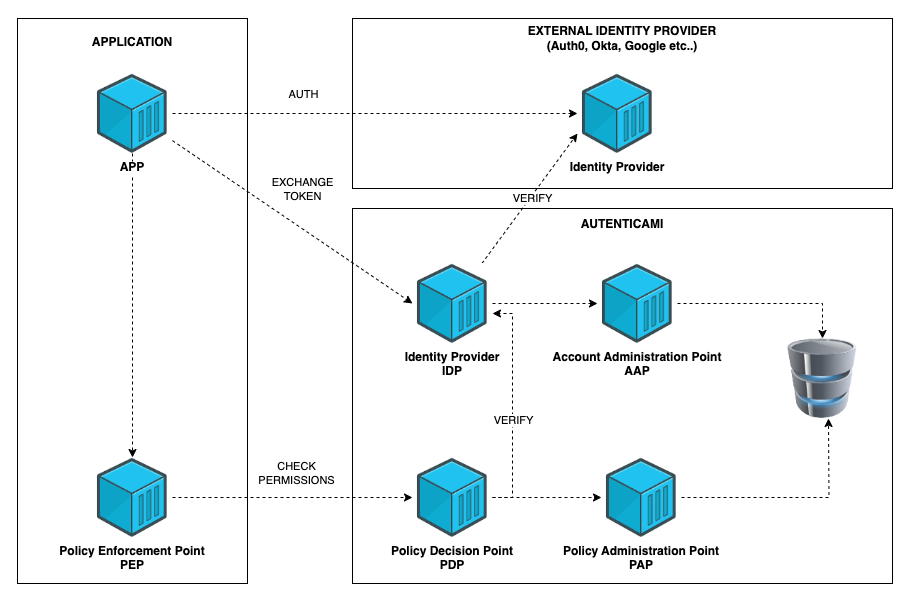 APPLICATION
APP
EXTERNAL IDENTITY PROVIDER
(Auth0, Okta, Google etc..)
AUTH
Identity Provider
EXCHANGE
TOKEN
VERIFY
AUTENTICAMI
Identity Provider
IDP
Account Administration Point
AAP
VERIFY
CHECK
PERMISSIONS
Policy Enforcement Point
PEP
Policy Decision Point
PDP
Policy Administration Point
PAP